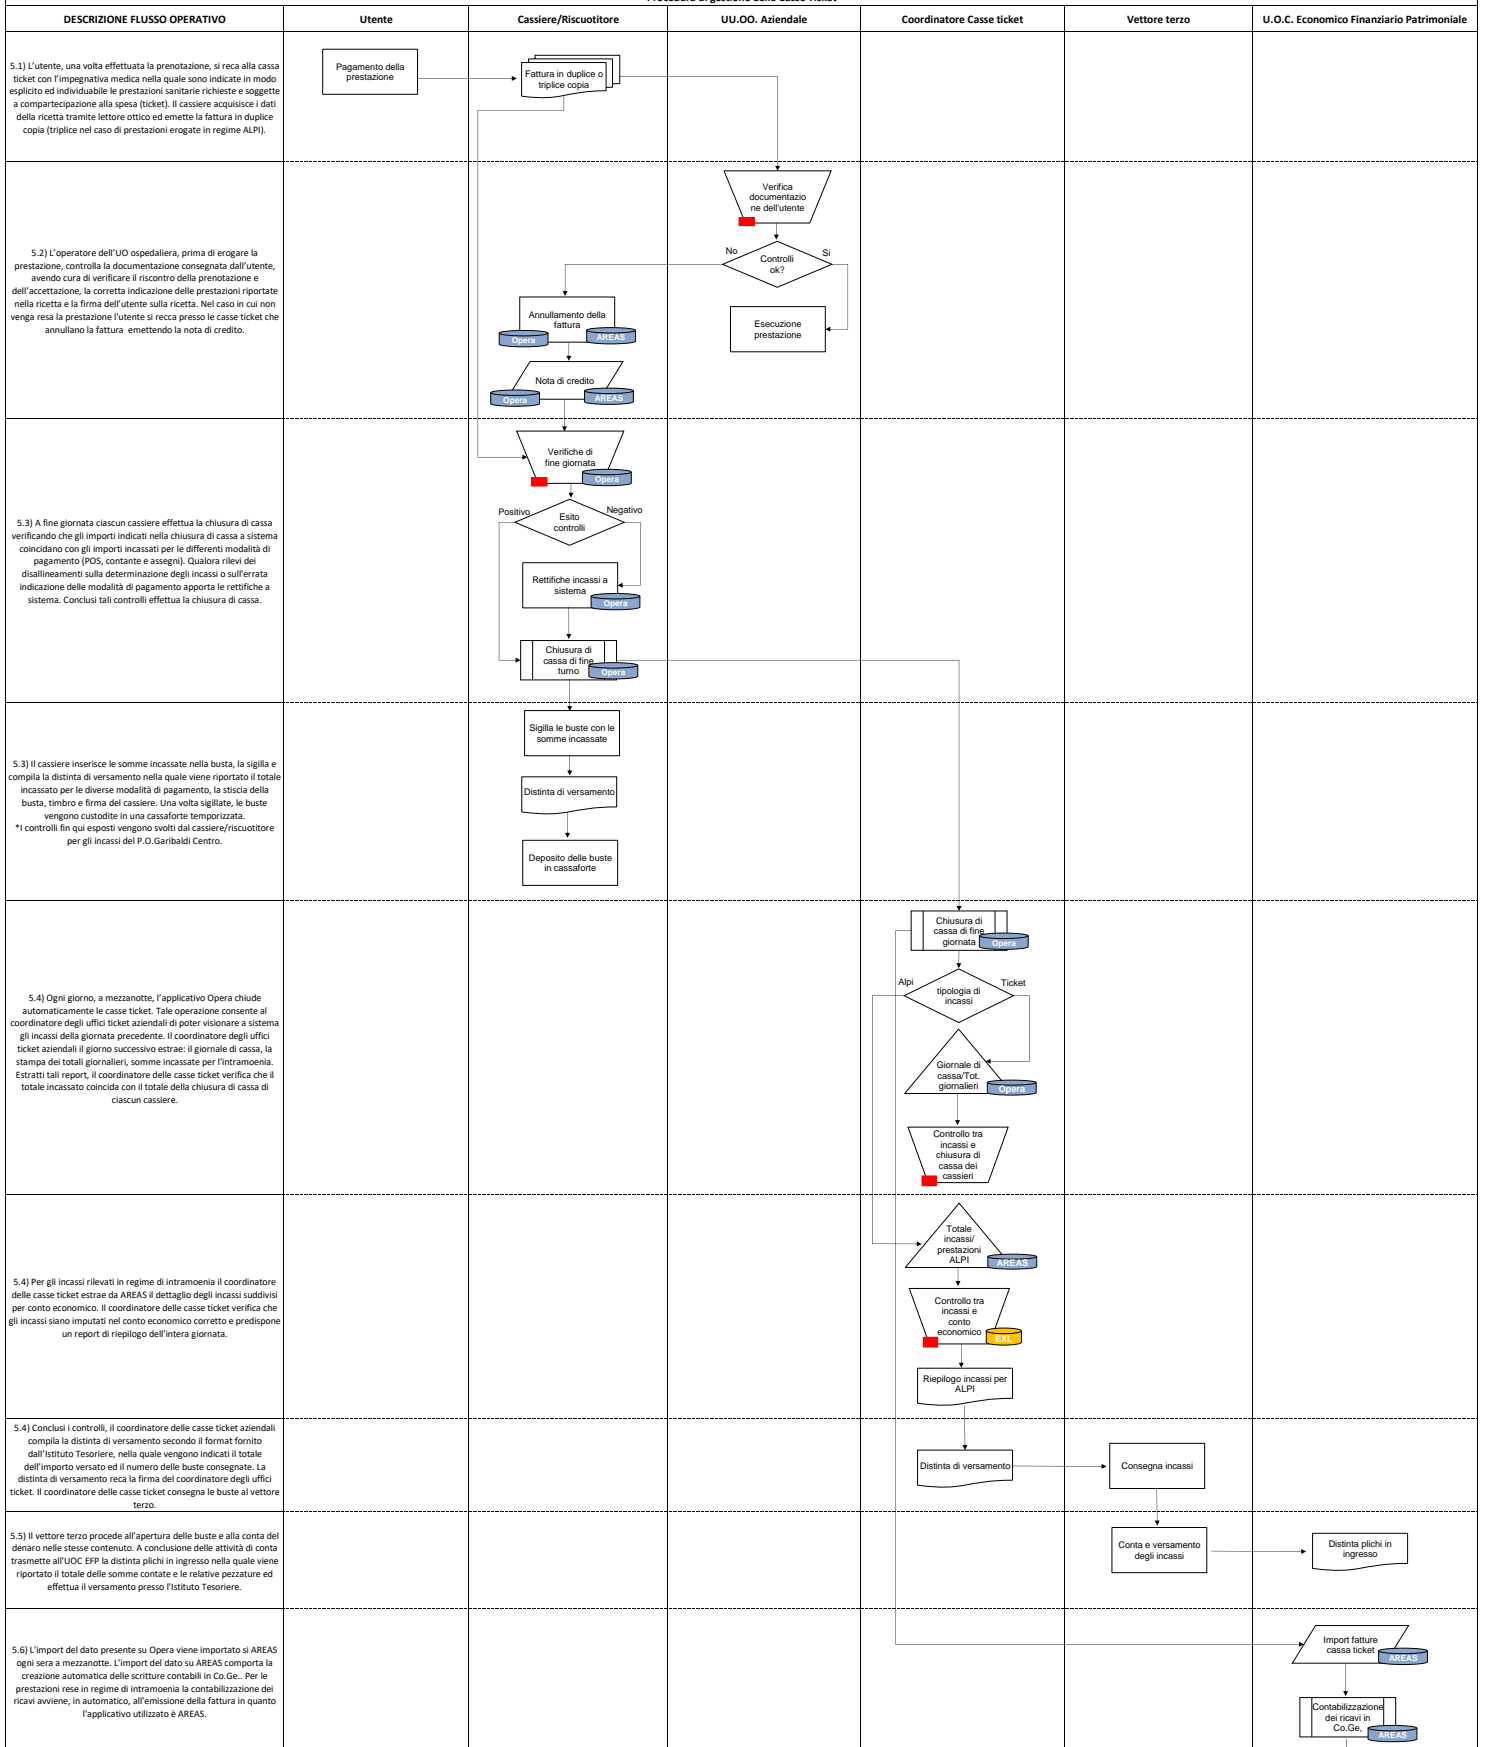 Procedura di gestione delle Casse Ticket
DESCRIZIONE FLUSSO OPERATIVO
Utente
Cassiere/Riscuotitore
UU.OO. Aziendale
Coordinatore Casse ticket
Vettore terzo
U.O.C. Economico Finanziario Patrimoniale
5.1) L'utente, una volta effettuata la prenotazione, si reca alla cassa
ticket con l'impegnativa medica nella quale sono indicate in modo
esplicito ed individuabile le prestazioni sanitarie richieste e soggette
a compartecipazione alla spesa (ticket). Il cassiere acquisisce i dati
della ricetta tramite lettore ottico ed emette la fattura in duplice
copia (triplice nel caso di prestazioni erogate in regime ALPI).
Pagamento della
prestazione
Fattura in duplice o
triplice copia
5.2) L'operatore dell'UO ospedaliera, prima di erogare la
prestazione, controlla la documentazione consegnata dall'utente,
avendo cura di verificare il riscontro della prenotazione e
dell'accettazione, la corretta indicazione delle prestazioni riportate
nella ricetta e la firma dell'utente sulla ricetta. Nel caso in cui non
venga resa la prestazione l'utente si recca presso le casse ticket che
annullano la fattura  emettendo la nota di credito.
Verifica
documentazio
ne dell'utente
No
Controlli
ok?
Si
Annullamento della
fattura
Opera
AREAS
Esecuzione
prestazione
Nota di credito
Opera
AREAS
5.3) A fine giornata ciascun cassiere effettua la chiusura di cassa
verificando che gli importi indicati nella chiusura di cassa a sistema
coincidano con gli importi incassati per le differenti modalità di
pagamento (POS, contante e assegni). Qualora rilevi dei
disallineamenti sulla determinazione degli incassi o sull'errata
indicazione delle modalità di pagamento apporta le rettifiche a
sistema. Conclusi tali controlli effettua la chiusura di cassa.
Verifiche di
fine giornata
Opera
Positivo
Esito
controlli
Negativo
Rettifiche incassi a
sistema
Opera
Chiusura di
cassa di fine
turno
Opera
5.3) Il cassiere inserisce le somme incassate nella busta, la sigilla e
compila la distinta di versamento nella quale viene riportato il totale
incassato per le diverse modalità di pagamento, la stiscia della
busta, timbro e firma del cassiere. Una volta sigillate, le buste
vengono custodite in una cassaforte temporizzata.
*I controlli fin qui esposti vengono svolti dal cassiere/riscuotitore
per gli incassi del P.O.Garibaldi Centro.
Sigilla le buste con le
somme incassate
Distinta di versamento
Deposito delle buste
in cassaforte
5.4) Ogni giorno, a mezzanotte, l'applicativo Opera chiude
automaticamente le casse ticket. Tale operazione consente al
coordinatore degli uffici ticket aziendali di poter visionare a sistema
gli incassi della giornata precedente. Il coordinatore degli uffici
ticket aziendali il giorno successivo estrae: il giornale di cassa, la
stampa dei totali giornalieri, somme incassate per l'intramoenia.
Estratti tali report, il coordinatore delle casse ticket verifica che il
totale incassato coincida con il totale della chiusura di cassa di
ciascun cassiere.
Chiusura di
cassa di fine
giornata
Opera
Alpi
tipologia di
incassi
Ticket
Giornale di
cassa/Tot.
giornalieri
Opera
Controllo tra
incassi e
chiusura di
cassa dei
cassieri
5.4) Per gli incassi rilevati in regime di intramoenia il coordinatore
delle casse ticket estrae da AREAS il dettaglio degli incassi suddivisi
per conto economico. Il coordinatore delle casse ticket verifica che
gli incassi siano imputati nel conto economico corretto e predispone
un report di riepilogo dell'intera giornata.
Totale
incassi/
prestazioni
ALPI
AREAS
Controllo tra
incassi e
conto
economico
EXL
Riepilogo incassi per
ALPI
5.4) Conclusi i controlli, il coordinatore delle casse ticket aziendali
compila la distinta di versamento secondo il format fornito
dall'Istituto Tesoriere, nella quale vengono indicati il totale
dell'importo versato ed il numero delle buste consegnate. La
distinta di versamento reca la firma del coordinatore degli uffici
ticket. Il coordinatore delle casse ticket consegna le buste al vettore
terzo.
Distinta di versamento
Consegna incassi
5.5) Il vettore terzo procede all'apertura delle buste e alla conta del
denaro nelle stesse contenuto. A conclusione delle attività di conta
trasmette all'UOC EFP la distinta plichi in ingresso nella quale viene
riportato il totale delle somme contate e le relative pezzature ed
effettua il versamento presso l'Istituto Tesoriere.
Conta e versamento
degli incassi
Distinta plichi in
ingresso
5.6) L'import del dato presente su Opera viene importato si AREAS
ogni sera a mezzanotte. L'import del dato su AREAS comporta la
creazione automatica delle scritture contabili in Co.Ge.. Per le
prestazioni rese in regime di intramoenia la contabilizzazione dei
ricavi avviene, in automatico, all'emissione della fattura in quanto
l'applicativo utilizzato è AREAS.
Import fatture
cassa ticket
AREAS
Contabilizzazione
dei ricavi in
Co.Ge,
AREAS